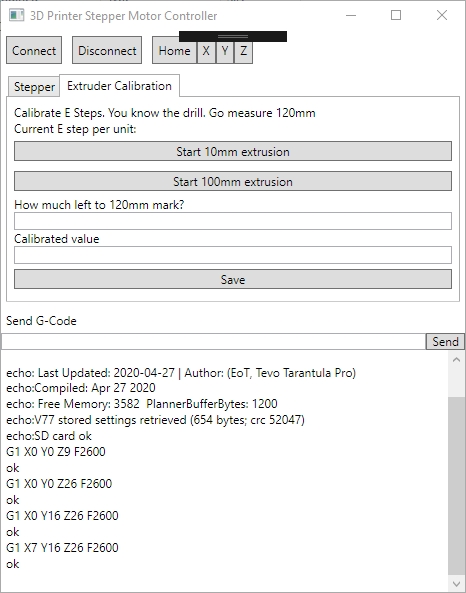 3D Printer Stepper Motor Controller
Connect Disconnect Home X Y Z
Stepper Extruder Calibration
Calibrate E Steps. You know the drill. Go measure 120mm
Current E step per unit:
Start 10mm extrusion
Start 100mm extrusion
How much left to 120mm mark?
Calibrated value
Save
Send G-Code
Send
echo: Last Updated: 2020-04-27 | Author: (EoT, Tevo Tarantula Pro)
echo:Compiled: Apr 27 2020
echo: Free Memory: 3582  PlannerBufferBytes: 1200
echo:V77 stored settings retrieved (654 bytes; crc 52047)
echo:SD card ok
G1 X0 Y0 Z9 F2600
ok
G1 X0 Y0 Z26 F2600
ok
G1 X0 Y16 Z26 F2600
ok
G1 X7 Y16 Z26 F2600
ok